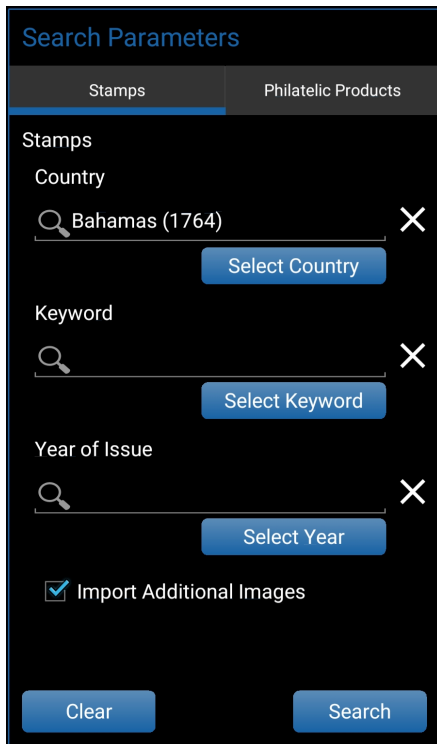 Search Parameters
Stamps
Philatelic Products
Stamps
Country
Bahamas (1764)
Select Country
Keyword
Select Keyword
Year of Issue
Select Year
Import Additional Images
Clear
Search